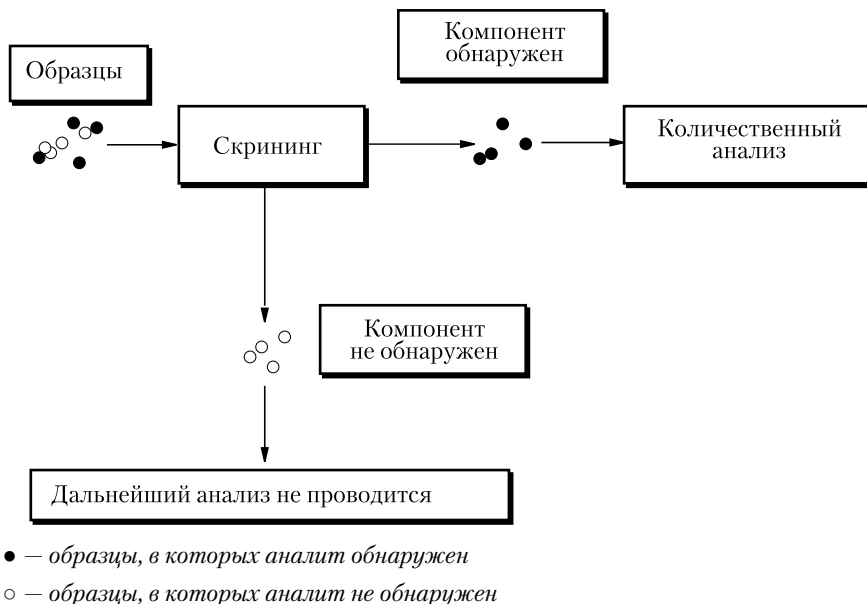 Компонент
обнаружен
Образцы
Скрининг
Количественный
анализ
Компонент
не обнаружен
Дальнейший анализ не проводится
— образцы, в которых аналит обнаружен
— образцы, в которых аналит не обнаружен